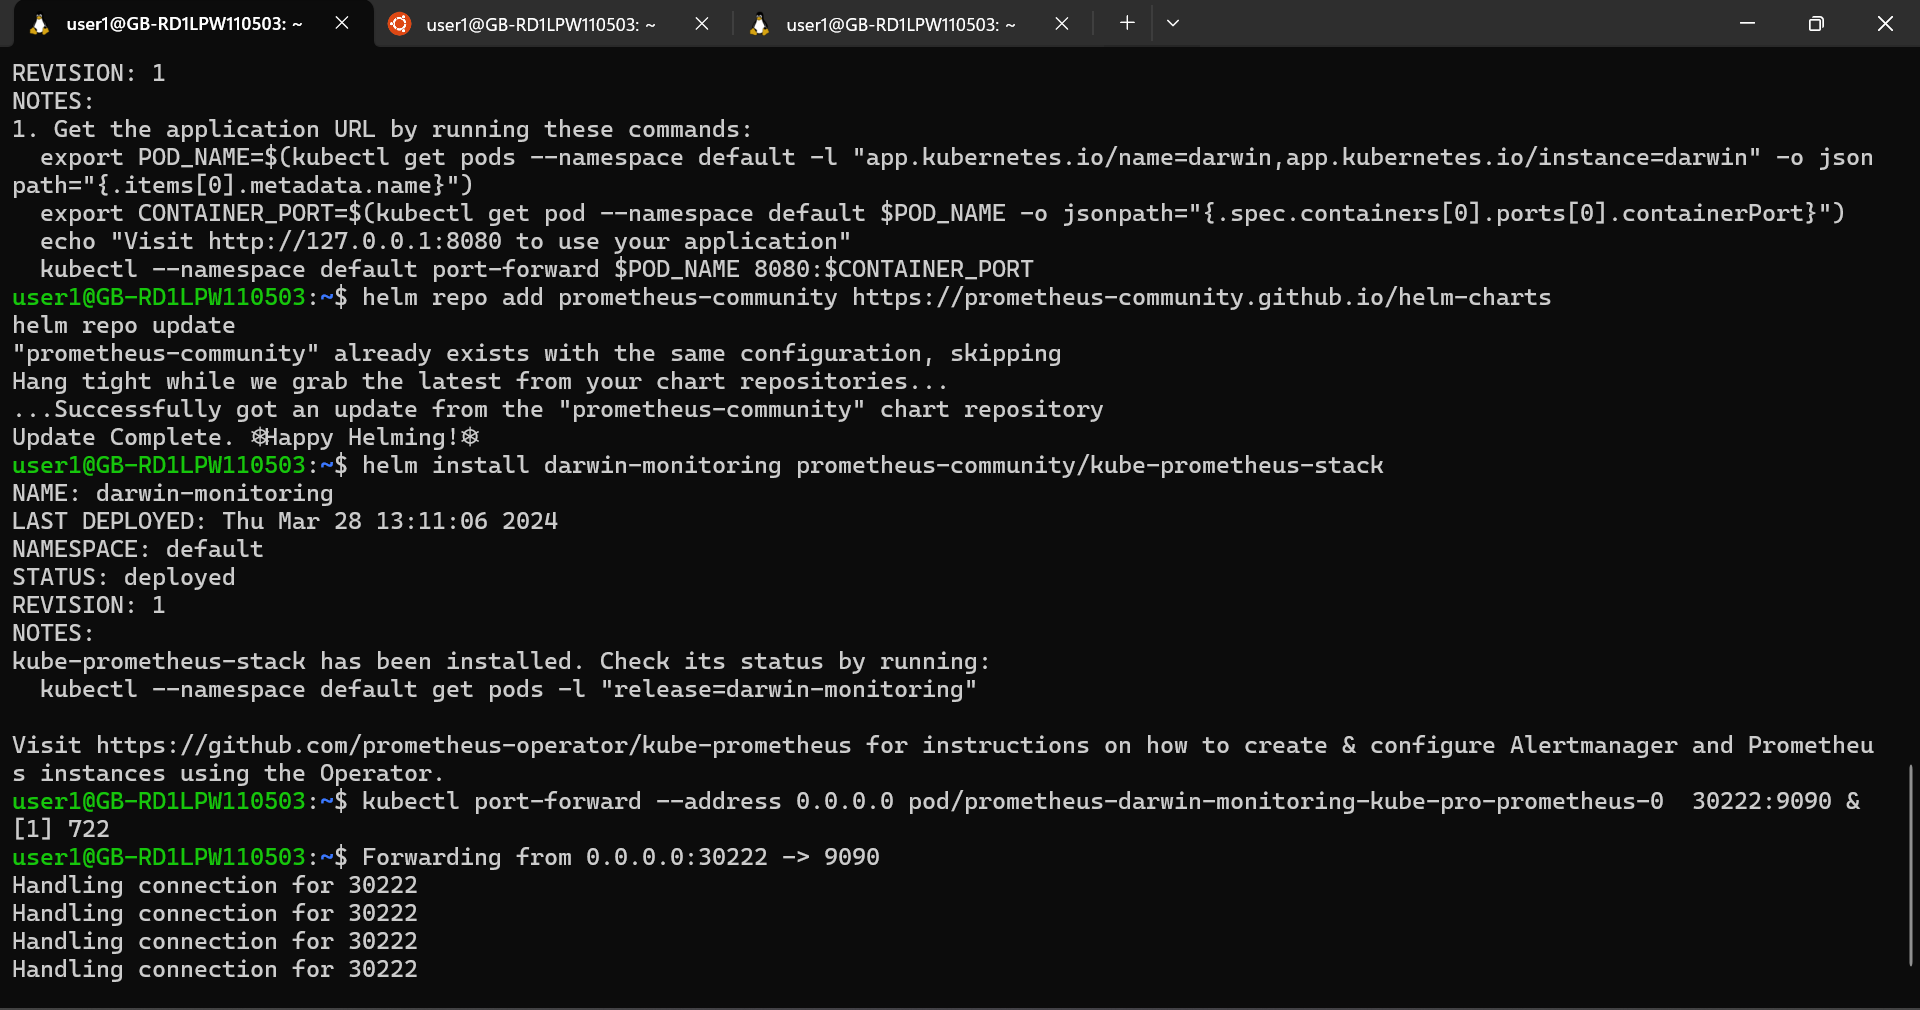 user1@GB-RD1LPW110503: ~ user1@GB-RD1LPW110503: ~ user1@GB-RD1LPW110503: ~
REVISION: 1
NOTES:
1. Get the application URL by running these commands:
  export POD_NAME=$(kubectl get pods --namespace default -l "app.kubernetes.io/name=darwin,app.kubernetes.io/instance=darwin" -o json
path="{.items[0].metadata.name}")
  export CONTAINER_PORT=$(kubectl get pod --namespace default $POD_NAME -o jsonpath="{.spec.containers[0].ports[0].containerPort}")
  echo "Visit http://127.0.0.1:8080 to use your application"
  kubectl --namespace default port-forward $POD_NAME 8080:$CONTAINER_PORT
user1@GB-RD1LPW110503:~$ helm repo add prometheus-community https://prometheus-community.github.io/helm-charts
helm repo update
"prometheus-community" already exists with the same configuration, skipping
Hang tight while we grab the latest from your chart repositories...
...Successfully got an update from the "prometheus-community" chart repository
Update Complete. ⎈Happy Helming!⎈
user1@GB-RD1LPW110503:~$ helm install darwin-monitoring prometheus-community/kube-prometheus-stack
NAME: darwin-monitoring
LAST DEPLOYED: Thu Mar 28 13:11:06 2024
NAMESPACE: default
STATUS: deployed
REVISION: 1
NOTES:
kube-prometheus-stack has been installed. Check its status by running:
  kubectl --namespace default get pods -l "release=darwin-monitoring"

Visit https://github.com/prometheus-operator/kube-prometheus for instructions on how to create & configure Alertmanager and Prometheu
s instances using the Operator.
user1@GB-RD1LPW110503:~$ kubectl port-forward --address 0.0.0.0 pod/prometheus-darwin-monitoring-kube-pro-prometheus-0  30222:9090 &
[1] 722
user1@GB-RD1LPW110503:~$ Forwarding from 0.0.0.0:30222 -> 9090
Handling connection for 30222
Handling connection for 30222
Handling connection for 30222
Handling connection for 30222